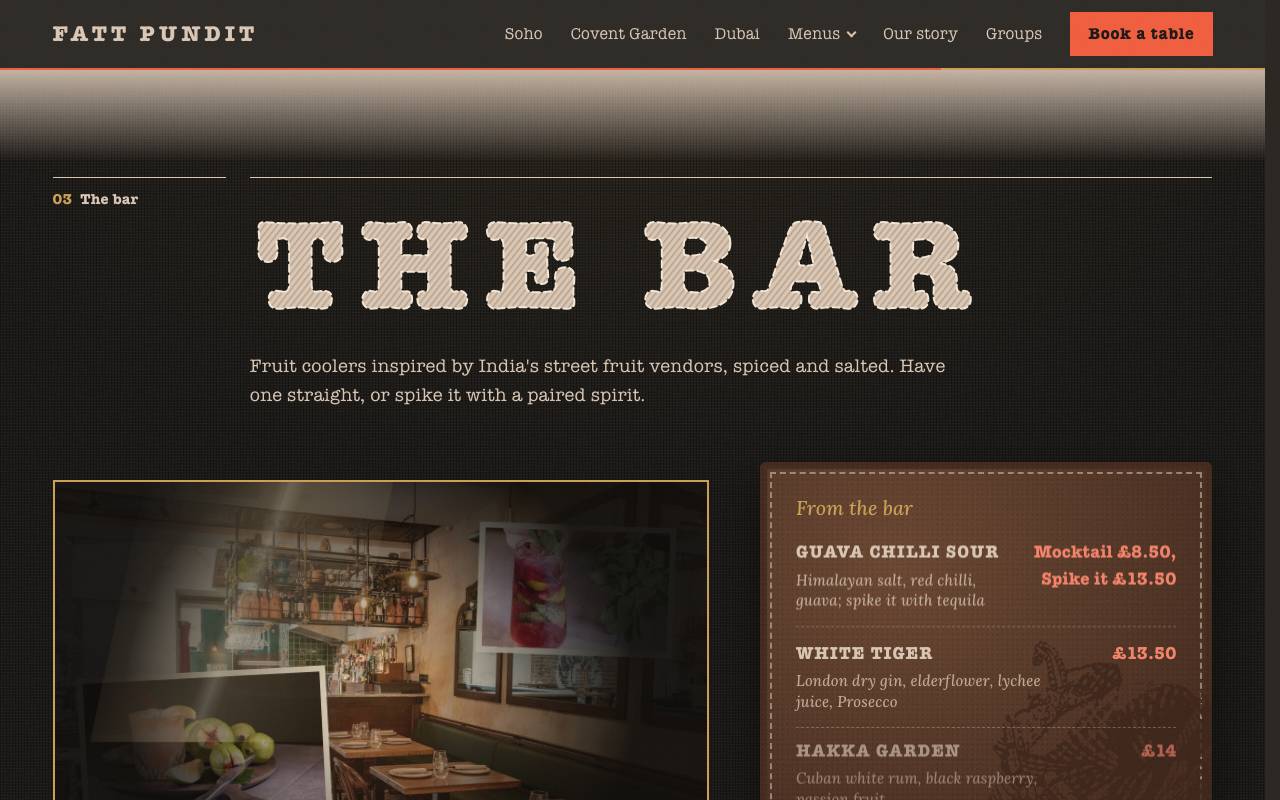 FATT PUNDIT
Soho
Covent Garden
Dubai
Menus
Our story
Groups
Book a table
03 The bar
THE BAR
Fruit coolers inspired by India's street fruit vendors, spiced and salted. Have
one straight, or spike it with a paired spirit.
From the bar
GUAVA CHILLI SOUR
Mocktail £8.50,
Spike it £13.50
Himalayan salt, red chilli,
guava; spike it with tequila
WHITE TIGER
£13.50
London dry gin, elderflower, lychee
juice, Prosecco
HAKKA GARDEN
£14
Cuban white rum, black raspberry,
passion fruit